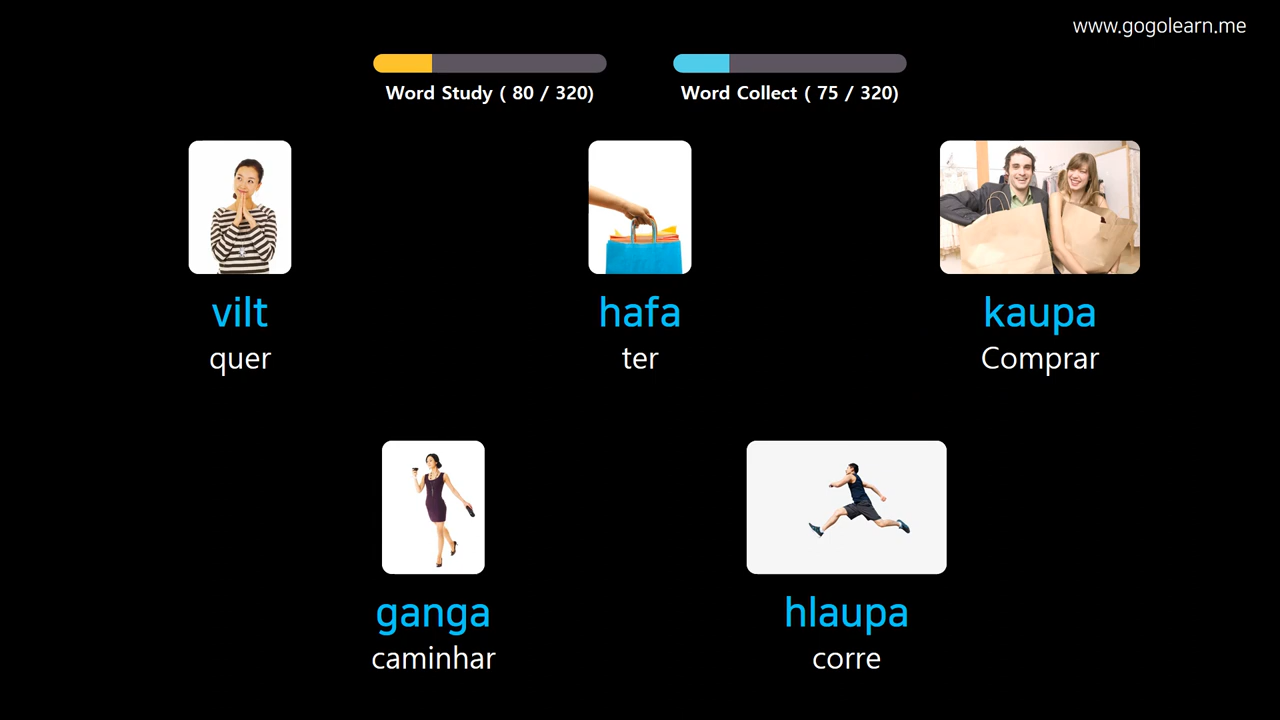 www.gogolearn.me
Word Study ( 80 / 320)
Word Collect ( 75 / 320)
vilt
quer
hafa
ter
kaupa
Comprar
ganga
caminhar
hlaupa
corre